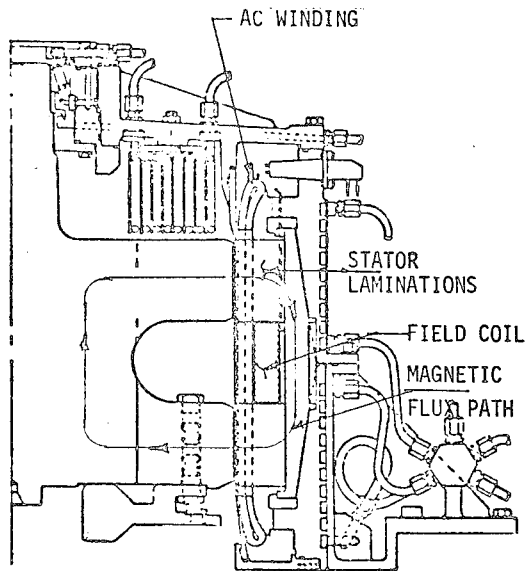 AC WINDING
STATOR
LAMINATIONS
FIELD COIL
MAGNETIC
FLUX PATH